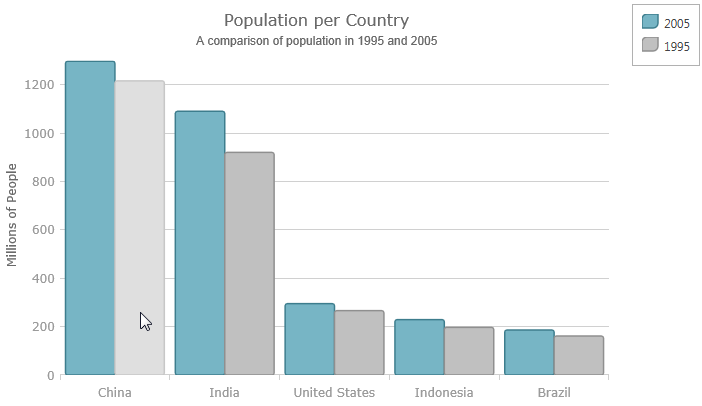 Population per Country
A comparison of population in 1995 and 2005
2005
1995
Millions of People
1200
1000
800
600
400
200
0
China India United States Indonesia Brazil